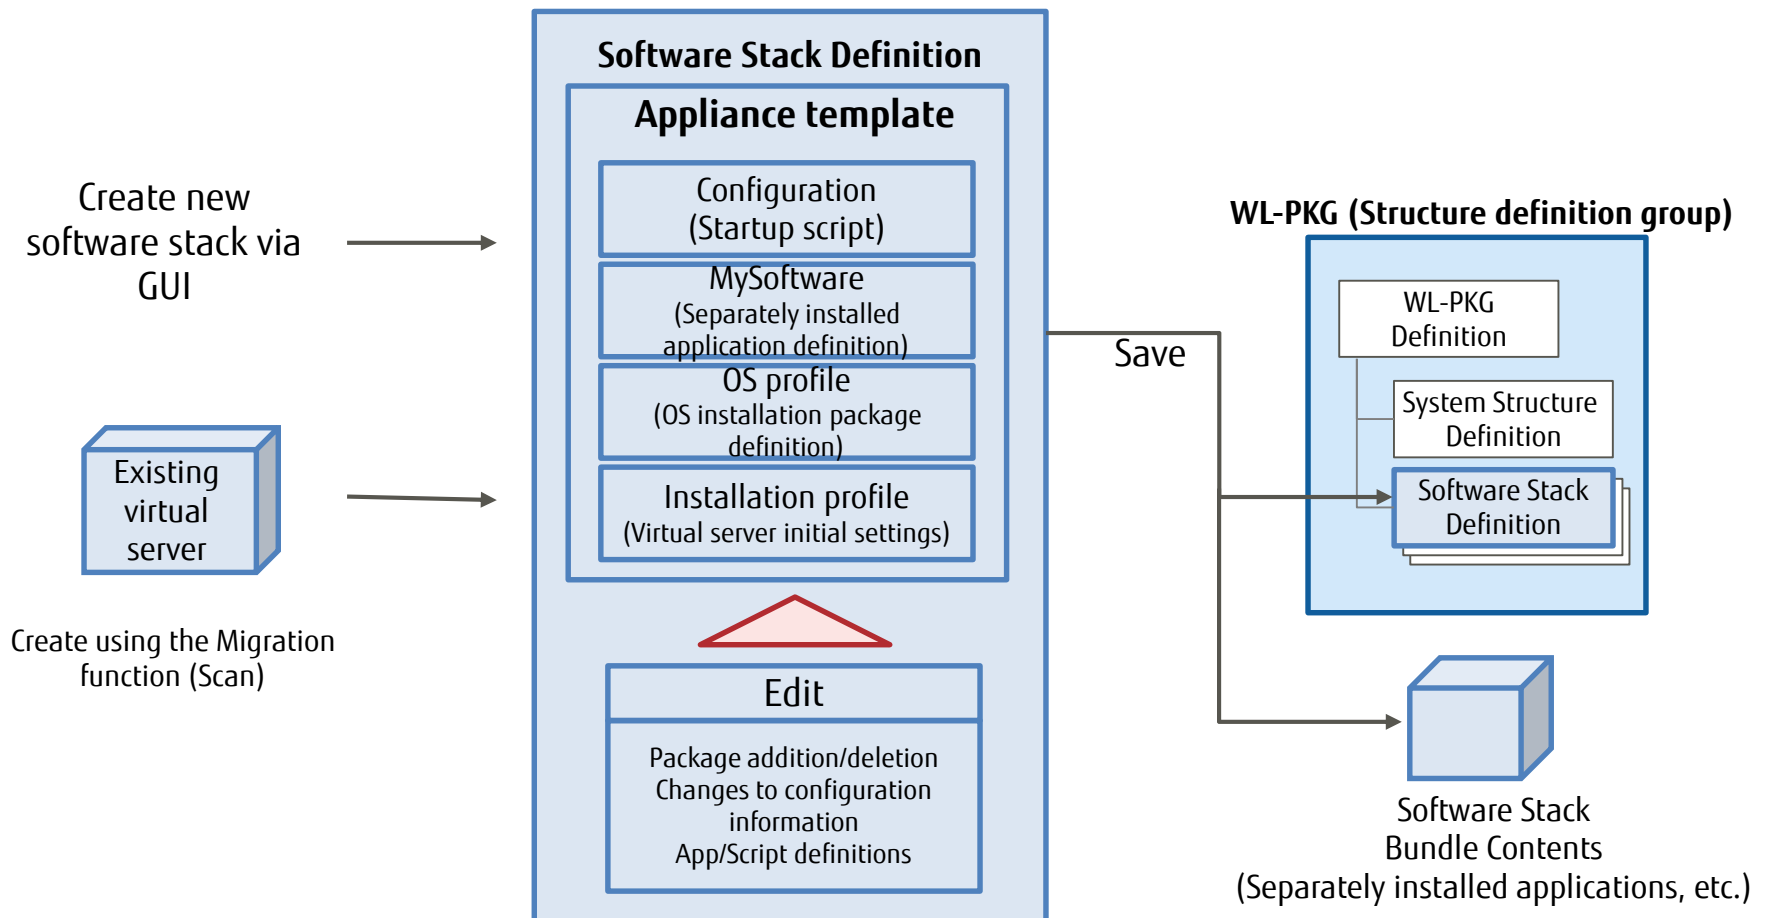 Create new
software stack via
GUI
Existing
virtual
server
Create using the Migration
function (Scan)
Software Stack Definition
Appliance template
Configuration
(Startup script)
MySoftware
(Separately installed
application definition)
OS profile
(OS installation package
definition)
Installation profile
(Virtual server initial settings)
Edit
Package addition/deletion
Changes to configuration
information
App/Script definitions
Save
WL-PKG (Structure definition group)
WL-PKG
Definition
System Structure
Definition
Software Stack
Definition
Software Stack
Bundle Contents
(Separately installed applications, etc.)